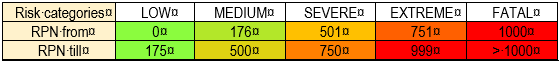 Risk·categories¤ LOW¤ MEDIUM¤ SEVERE¤ EXTREME¤ FATAL¤
RPN·from¤ 0¤ 176¤ 501¤ 751¤ 1000¤
RPN·till¤ 175¤ 500¤ 750¤ 999¤ >·1000¤